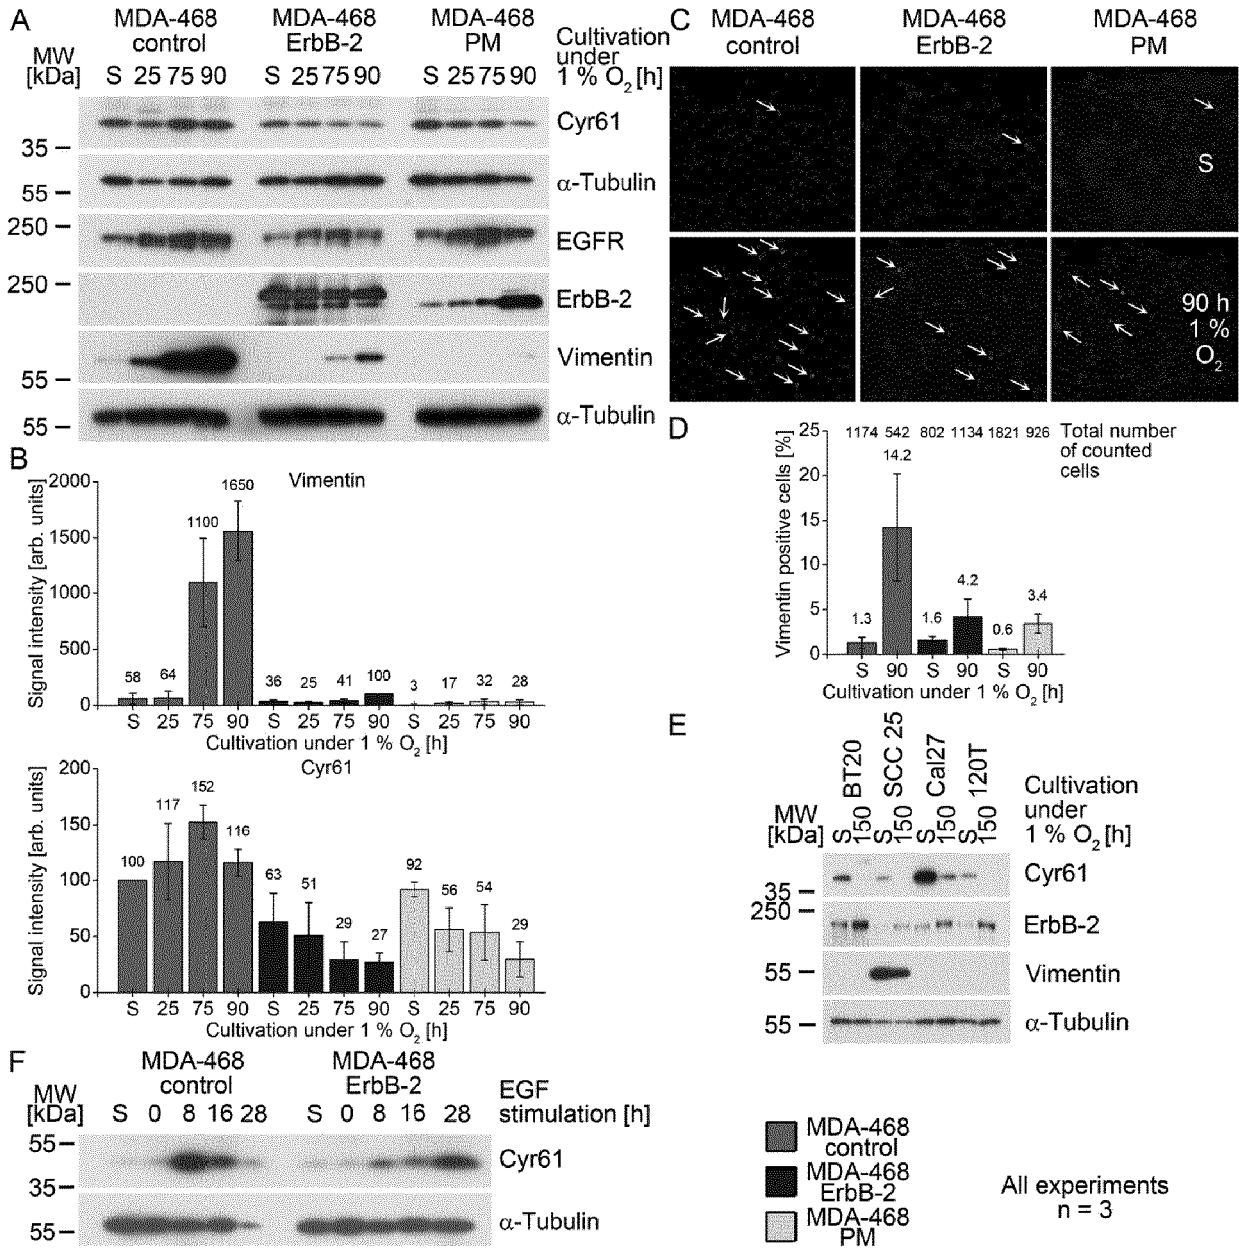 A
MDA-468 control
MDA-468 ErbB-2
MDA-468 PM
MW [kDa]
S 25 75 90
S 25 75 90
S 25 75 90
Cultivation under 1 % O2 [h]
Cyr61
35
α-Tubulin
55
250
EGFR
250
ErbB-2
Vimentin
55
α-Tubulin
55
B
Vimentin
Signal intensity [arb. units]
2000
1500
1000
500
0
58 64 1100 1650 36 25 41 100 3 17 32 28
S 25 75 90 S 25 75 90 S 25 75 90
Cultivation under 1 % O2 [h]
Cyr61
Signal intensity [arb. units]
200
150
100
50
0
100 117 152 116 63 51 29 27 92 56 54 29
S 25 75 90 S 25 75 90 S 25 75 90
Cultivation under 1 % O2 [h]
C
MDA-468 control
MDA-468 ErbB-2
MDA-468 PM
S
90 h
1 %
O2
D
Vimentin positive cells [%]
25
20
15
10
5
0
1174 542 802 1134 1821 926
Total number of counted cells
1.3 14.2 1.6 4.2 0.6 3.4
S 90 S 90 S 90
Cultivation under 1 % O2 [h]
E
BT20
SCC 25
Cal27
120T
MW [kDa]
S 150 S 150 S 150 S 150
Cultivation under 1 % O2 [h]
Cyr61
35
250
ErbB-2
55
Vimentin
55
α-Tubulin
F
MDA-468 control
MDA-468 ErbB-2
MW [kDa]
S 0 8 16 28
S 0 8 16 28
EGF stimulation [h]
55
Cyr61
35
α-Tubulin
55
MDA-468 control
MDA-468 ErbB-2
MDA-468 PM
All experiments
n = 3